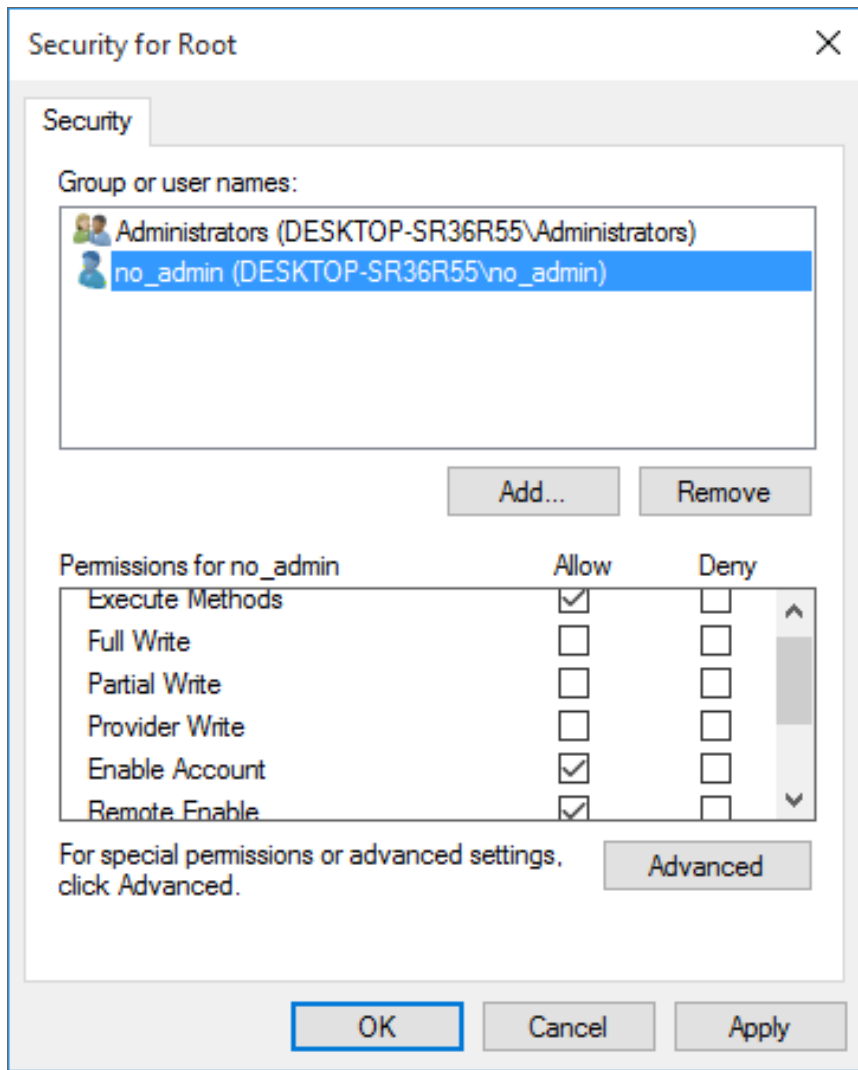 Security for Root
Security
Group or user names:
Administrators (DESKTOP-SR36R55\Administrators)
no_admin (DESKTOP-SR36R55\no_admin)
Add...
Remove
Permissions for no_admin Allow Deny
Execute Methods
Full Write
Partial Write
Provider Write
Enable Account
Remote Enable
For special permissions or advanced settings,
click Advanced.
Advanced
OK
Cancel
Apply